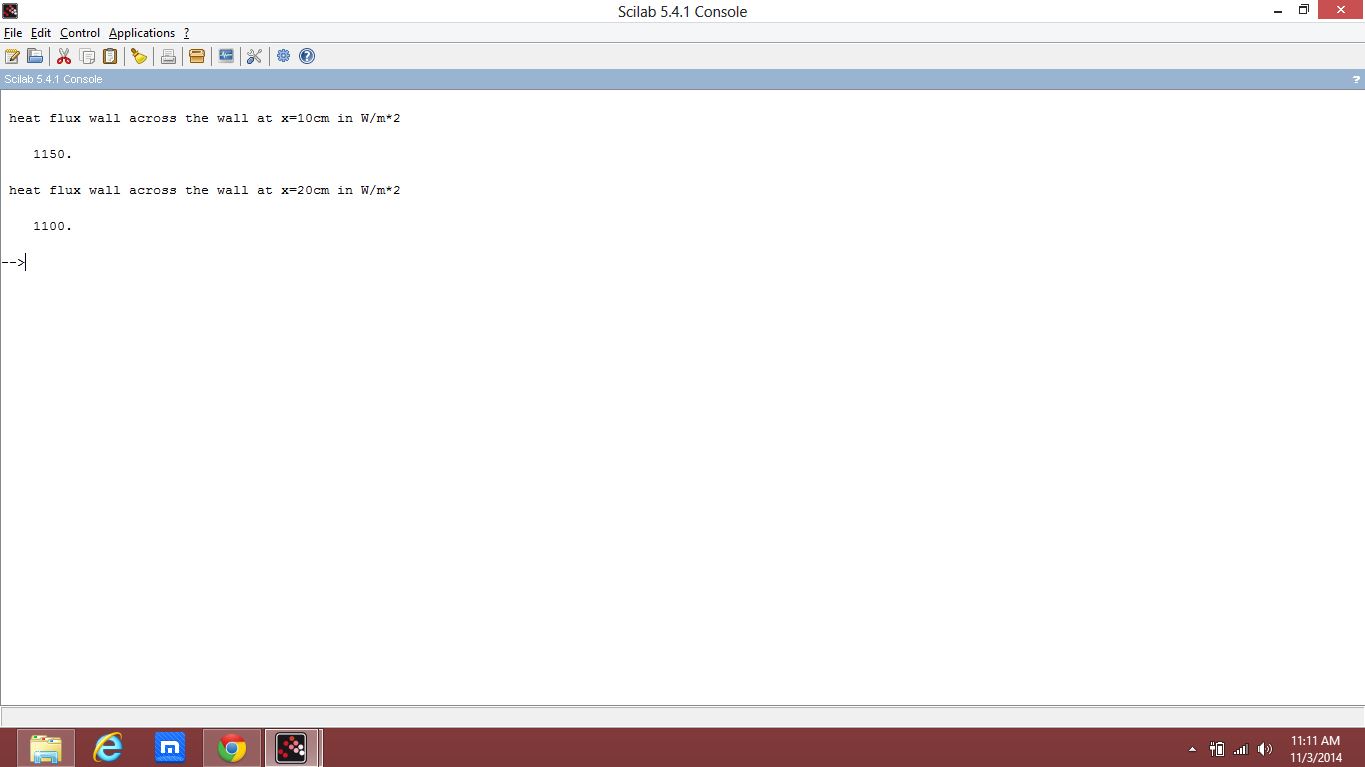 Scilab 5.4.1 Console
File Edit Control Applications ?
Scilab 5.4.1 Console ?
heat flux wall across the wall at x=10cm in W/m*2
1150.
heat flux wall across the wall at x=20cm in W/m*2
1100.
-->
11:11 AM
11/3/2014